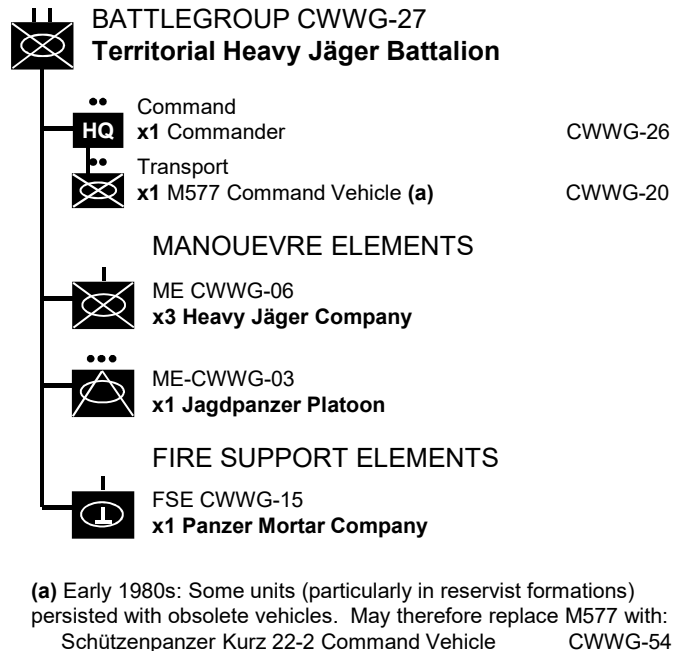 BATTLEGROUP CWWG-27
Territorial Heavy Jäger Battalion
Command
HQ x1 Commander CWWG-26
Transport
x1 M577 Command Vehicle (a) CWWG-20
MANOUEVRE ELEMENTS
ME CWWG-06
x3 Heavy Jäger Company
ME-CWWG-03
x1 Jagdpanzer Platoon
FIRE SUPPORT ELEMENTS
FSE CWWG-15
x1 Panzer Mortar Company
(a) Early 1980s: Some units (particularly in reservist formations)
persisted with obsolete vehicles. May therefore replace M577 with:
Schützenpanzer Kurz 22-2 Command Vehicle CWWG-54